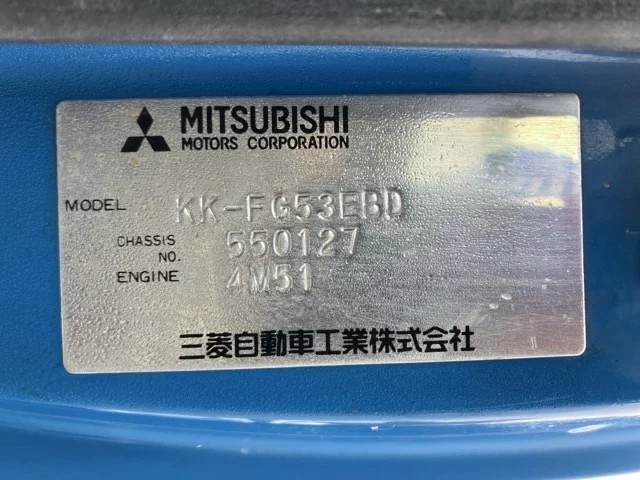 MITSUBISHI
MOTORS CORPORATION
MODEL KK-FG53EBD
CHASSIS NO. 550127
ENGINE 4M51
三菱自動車工業株式会社